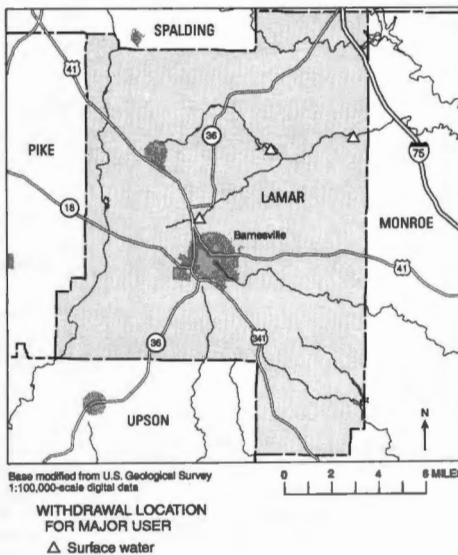 SPALDING
41
36
PIKE
75
LAMAR
18
MONROE
Barnesville
41
36
341
UPSON
N
Base modified from U.S. Geological Survey
1:100,000-scale digital data
0 2 4 6 MILES
WITHDRAWAL LOCATION
FOR MAJOR USER
△ Surface water